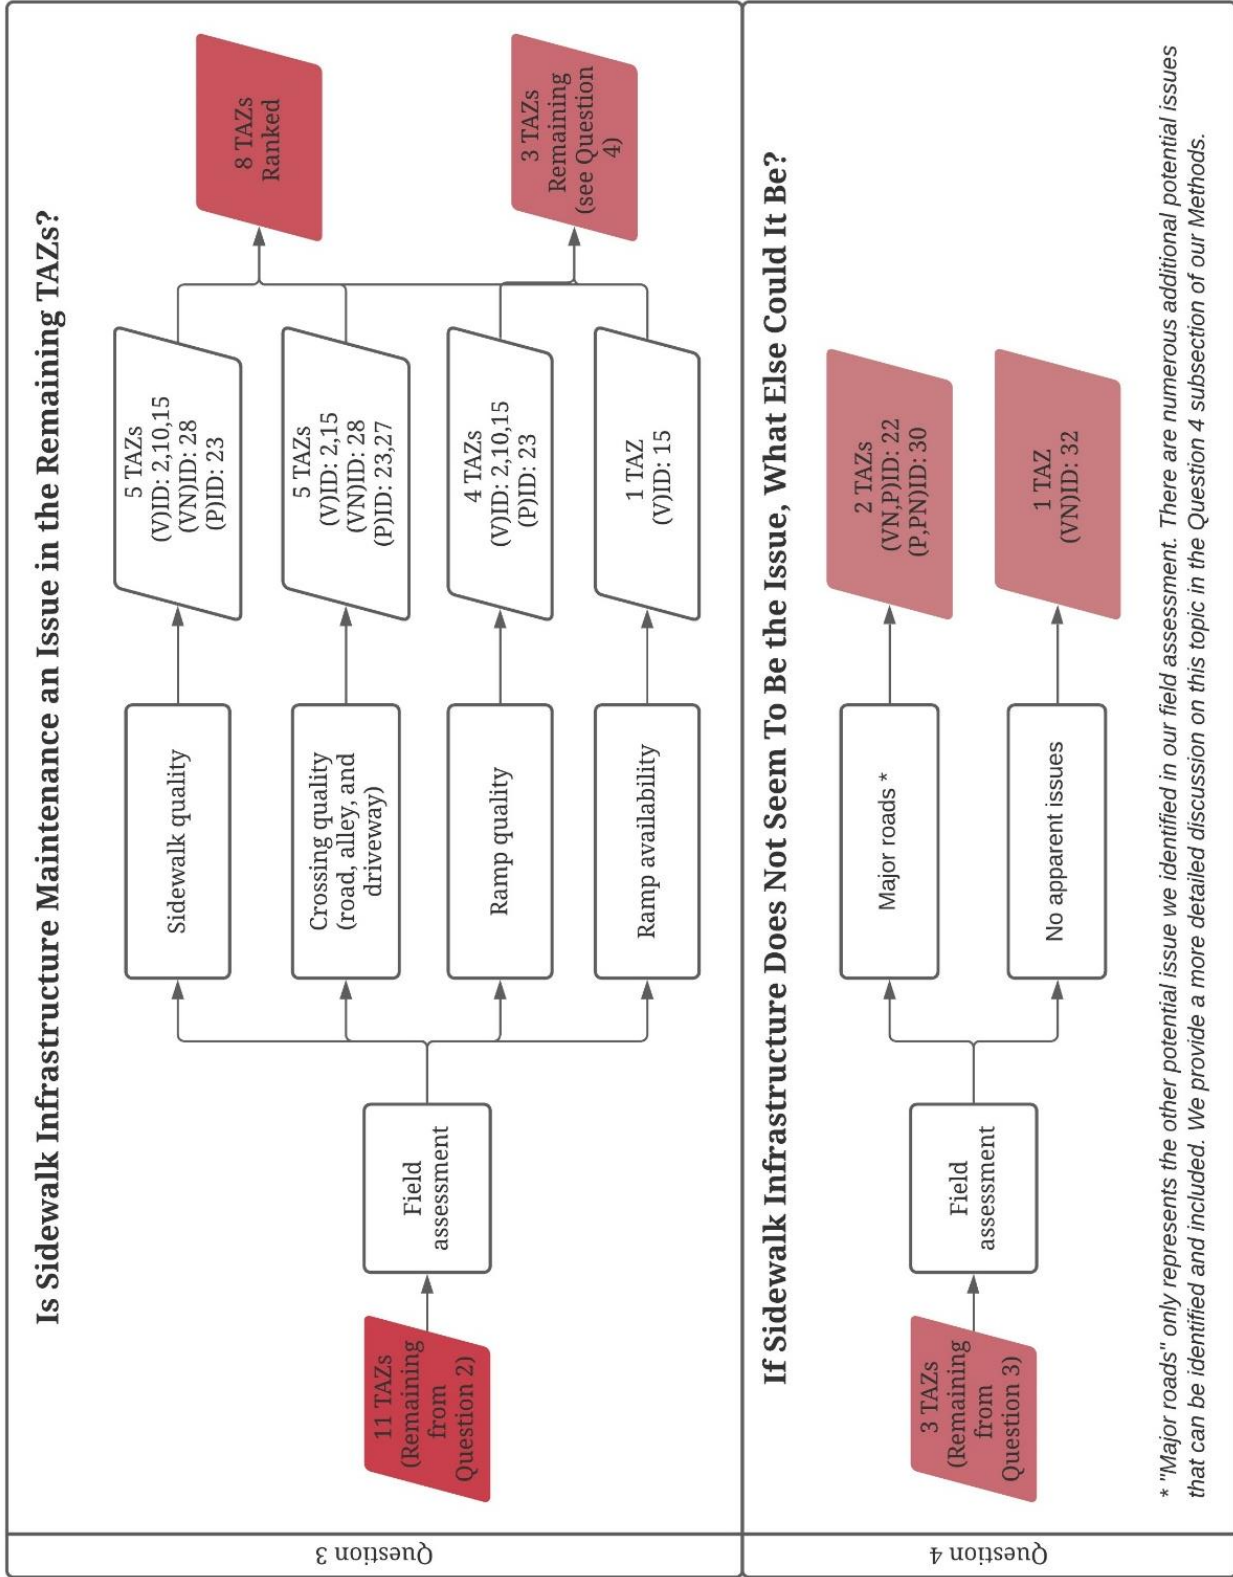 Question 3
Is Sidewalk Infrastructure Maintenance an Issue in the Remaining TAZs?
11 TAZs
(Remaining
from
Question 2)
Field
assessment
Sidewalk quality
Crossing quality
(road, alley, and
driveway)
Ramp quality
Ramp availability
5 TAZs
(V)ID: 2,10,15
(VN)ID: 28
(P)ID: 23
5 TAZs
(V)ID: 2,15
(VN)ID: 28
(P)ID: 23,27
4 TAZs
(V)ID: 2,10,15
(P)ID: 23
1 TAZ
(V)ID: 15
8 TAZs
Ranked
3 TAZs
Remaining
(see Question
4)
Question 4
If Sidewalk Infrastructure Does Not Seem To Be the Issue, What Else Could It Be?
3 TAZs
(Remaining
from
Question 3)
Field
assessment
Major roads *
No apparent issues
2 TAZs
(VN,P)ID: 22
(P,PN)ID: 30
1 TAZ
(VN)ID: 32
* "Major roads" only represents the other potential issue we identified in our field assessment. There are numerous additional potential issues
that can be identified and included. We provide a more detailed discussion on this topic in the Question 4 subsection of our Methods.